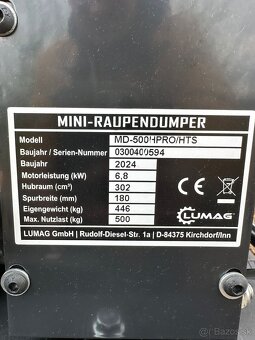 MINI-RAUPENDUMPER
Modell MD-500HPRO/HTS
Baujahr / Serien-Nummer 0300400594
Baujahr 2024
Motorleistung (kW) 6,8
Hubraum (cm³) 302
Spurbreite (mm) 180
Eigengewicht (kg) 446
Max. Nutzlast (kg) 500
CE
LUMAG
LUMAG GmbH | Rudolf-Diesel-Str. 1a | D-84375 Kirchdorf/Inn
Bazos.sk